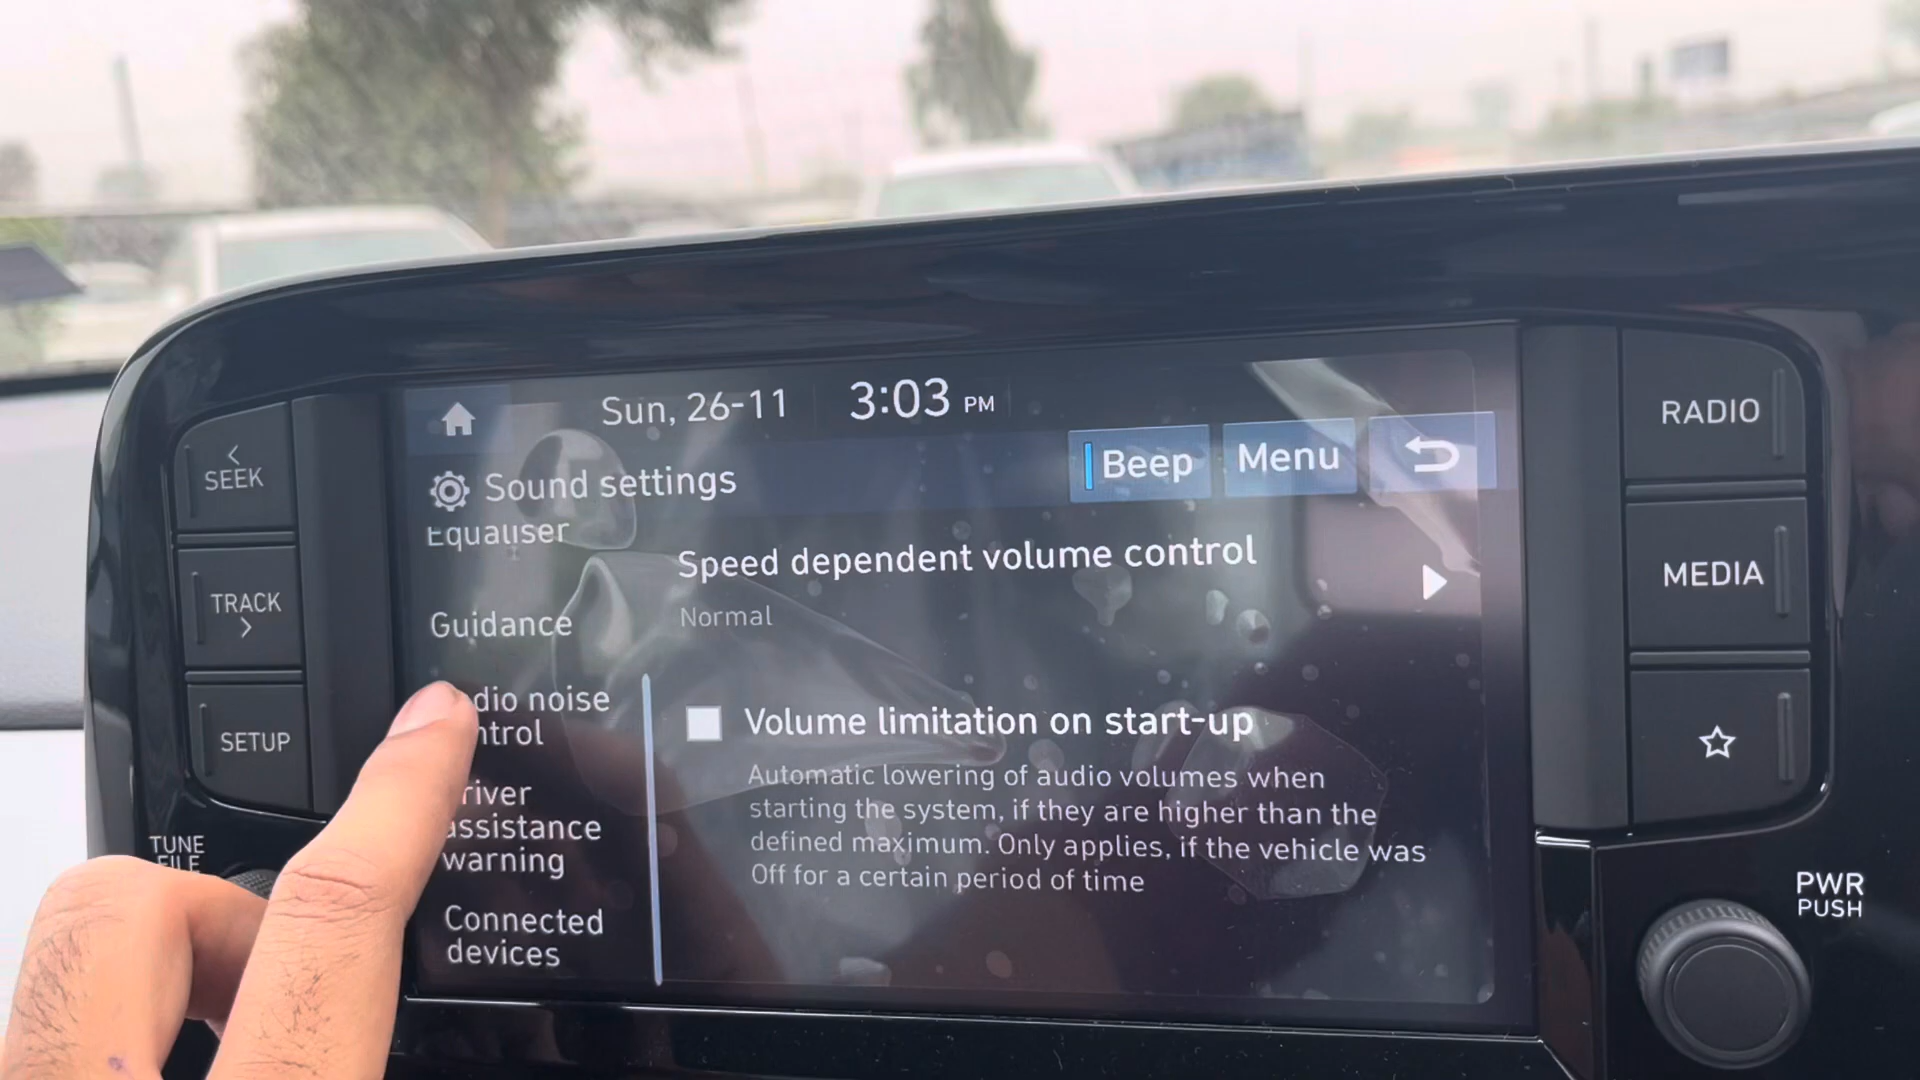 Sun, 26-11 3:03 PM
Sound settings
Beep
Menu
Equaliser
Guidance
dio noise
ntrol
river
assistance
warning
Connected
devices
Speed dependent volume control
Normal
Volume limitation on start-up
Automatic lowering of audio volumes when
starting the system, if they are higher than the
defined maximum. Only applies, if the vehicle was
Off for a certain period of time
< SEEK
TRACK >
SETUP
TUNE
FILE
RADIO
MEDIA
PWR
PUSH